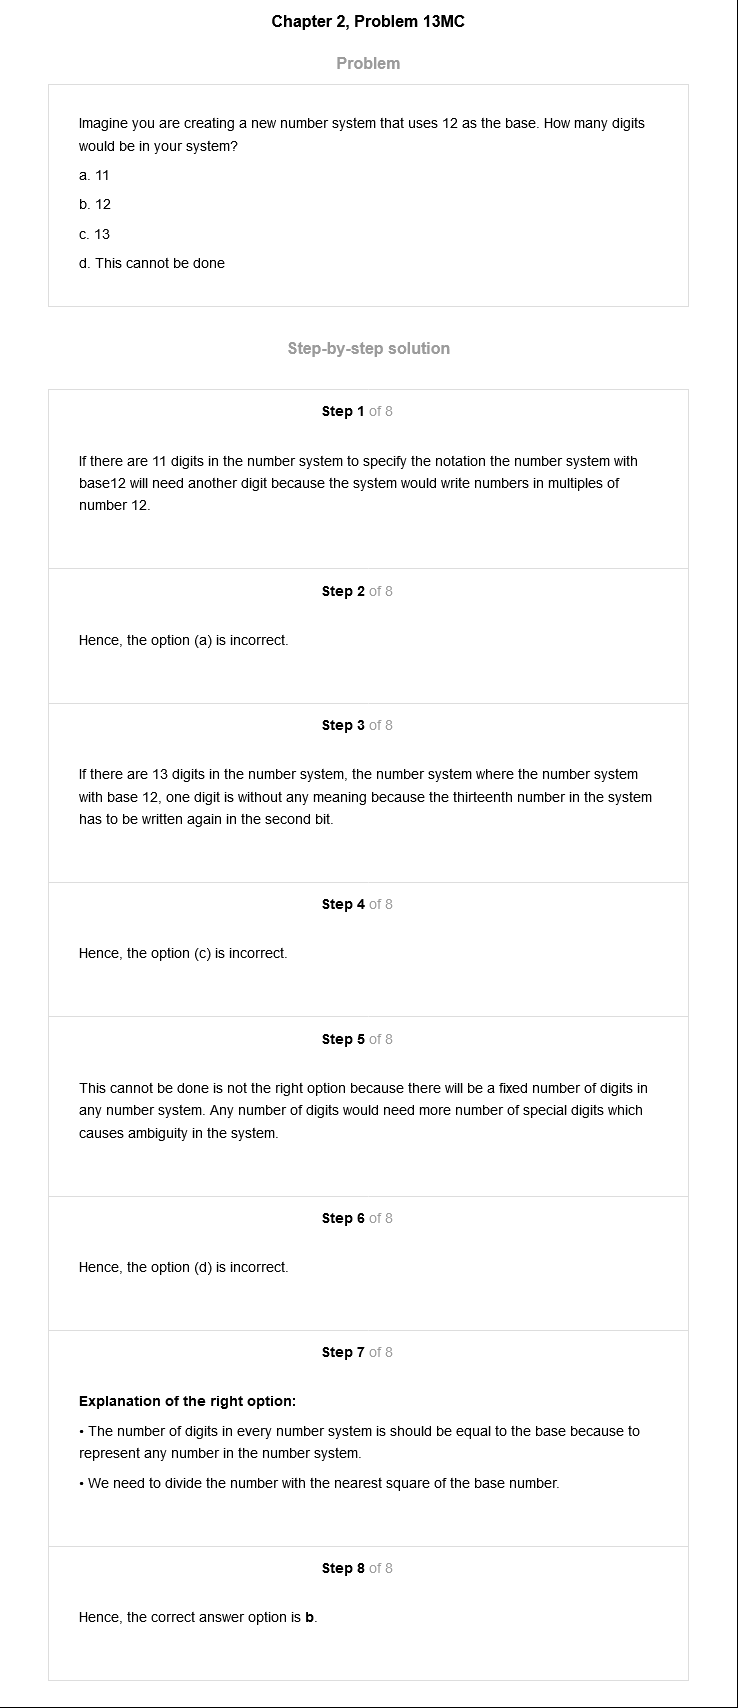 Chapter 2, Problem 13MC
Problem
Imagine you are creating a new number system that uses 12 as the base. How many digits
would be in your system?
a. 11
b. 12
c. 13
d. This cannot be done
Step-by-step solution
Step 1 of 8
If there are 11 digits in the number system to specify the notation the number system with
base12 will need another digit because the system would write numbers in multiples of
number 12.
Step 2 of 8
Hence, the option (a) is incorrect.
Step 3 of 8
If there are 13 digits in the number system, the number system where the number system
with base 12, one digit is without any meaning because the thirteenth number in the system
has to be written again in the second bit.
Step 4 of 8
Hence, the option (c) is incorrect.
Step 5 of 8
This cannot be done is not the right option because there will be a fixed number of digits in
any number system. Any number of digits would need more number of special digits which
causes ambiguity in the system.
Step 6 of 8
Hence, the option (d) is incorrect.
Step 7 of 8
Explanation of the right option:
• The number of digits in every number system is should be equal to the base because to
represent any number in the number system.
• We need to divide the number with the nearest square of the base number.
Step 8 of 8
Hence, the correct answer option is b.